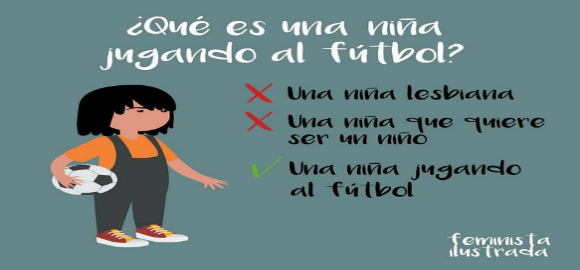 ¿Qué es una niña
jugando al fútbol?
Una niña lesbiana
Una niña que quiere
ser un niño
Una niña jugando
al fútbol
feminista
ilustrada